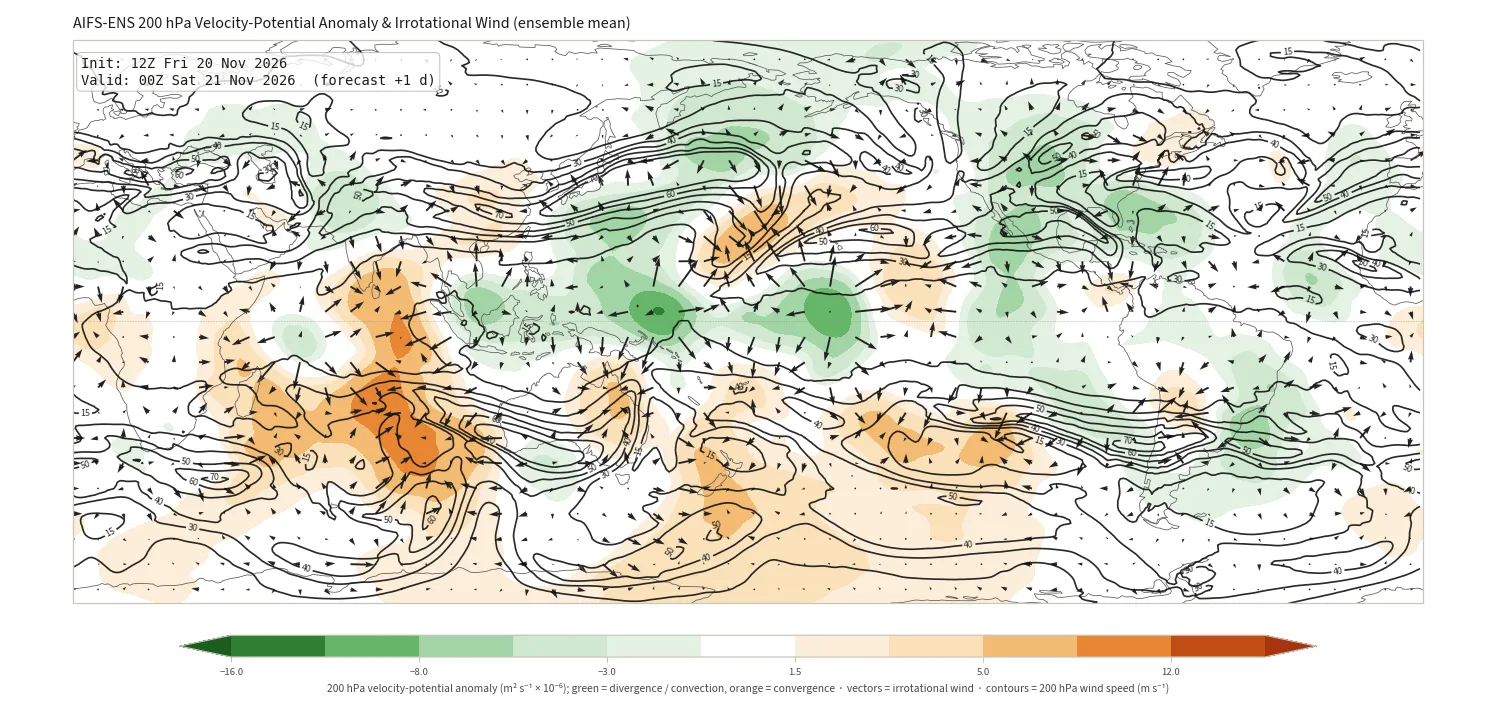 AIFS-ENS 200 hPa Velocity-Potential Anomaly & Irrotational Wind (ensemble mean)
Init: 12Z Fri 20 Nov 2026
Valid: 00Z Sat 21 Nov 2026 (forecast +1 d)
−16.0 −8.0 −3.0 1.5 5.0 12.0
200 hPa velocity-potential anomaly (m² s⁻¹ × 10⁻⁶); green = divergence / convection, orange = convergence · vectors = irrotational wind · contours = 200 hPa wind speed (m s⁻¹)